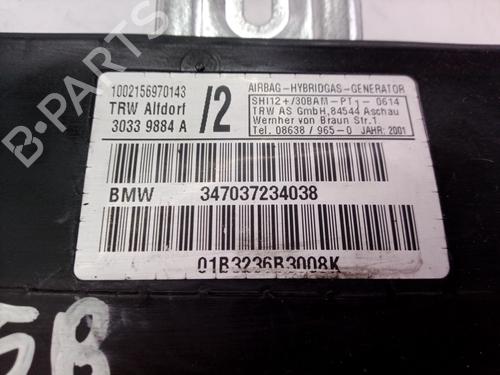 1002156970143
TRW Alfdorf
3033 9884 A
/2
AIRBAG-HYBRIDGAS-GENERATOR
SHI12+/30BAM-PT1-0614
TRW AS GmbH,84544 Aschau
Wernher von Braun Str.1
Tel. 08638/ 965-0 JAHR: 2001
BMW 347037234038
01B3236B3008K
5B
B-Parts